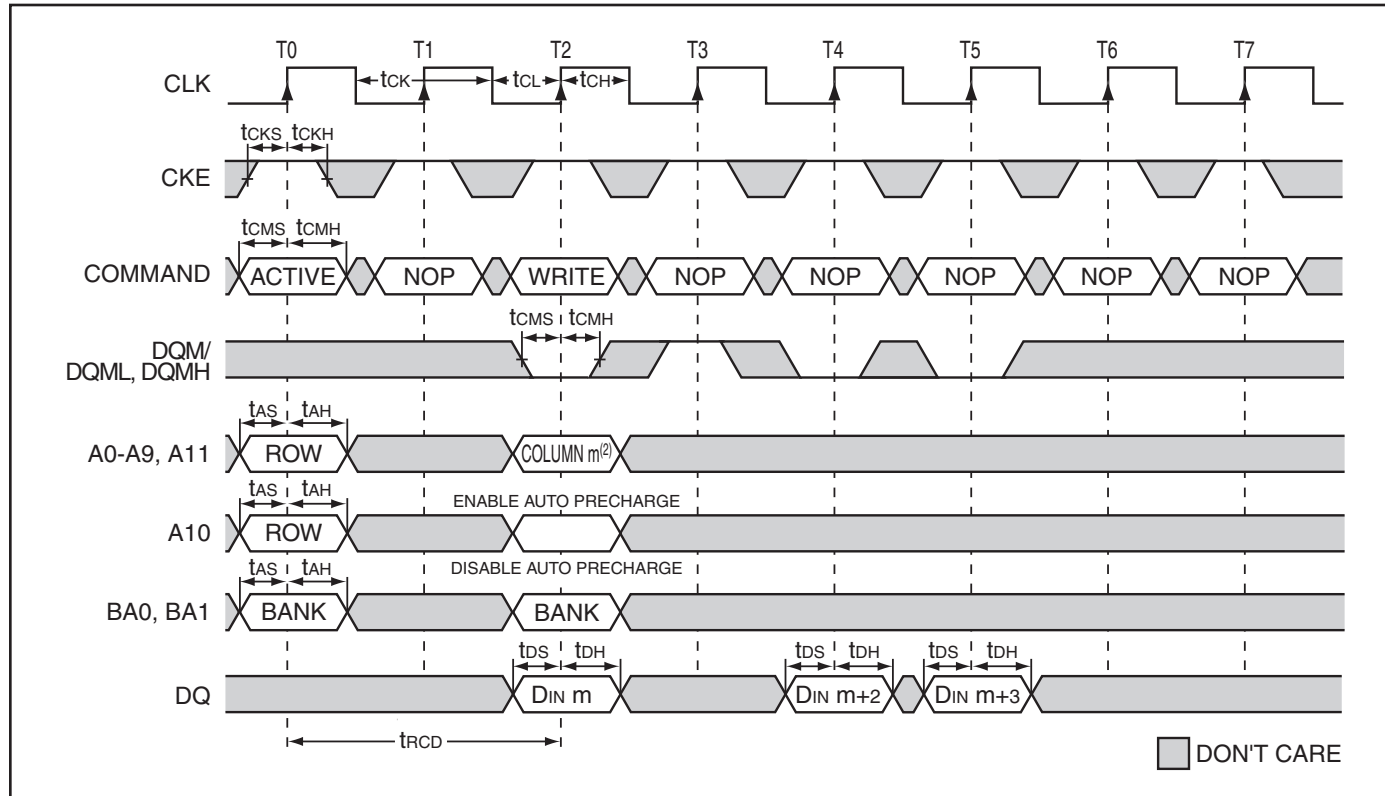 T0 T1 T2 T3 T4 T5 T6 T7
CLK tCK tCL tCH
tCKS tCKH
CKE
tCMS tCMH
COMMAND ACTIVE NOP WRITE NOP NOP NOP NOP NOP
tCMS tCMH
DQM/
DQML, DQMH
tAS tAH
A0-A9, A11 ROW COLUMN m(2)
tAS tAH ENABLE AUTO PRECHARGE
A10 ROW
tAS tAH DISABLE AUTO PRECHARGE
BA0, BA1 BANK BANK
tDS tDH tDS tDH tDS tDH
DQ DIN m DIN m+2 DIN m+3
tRCD
DON'T CARE